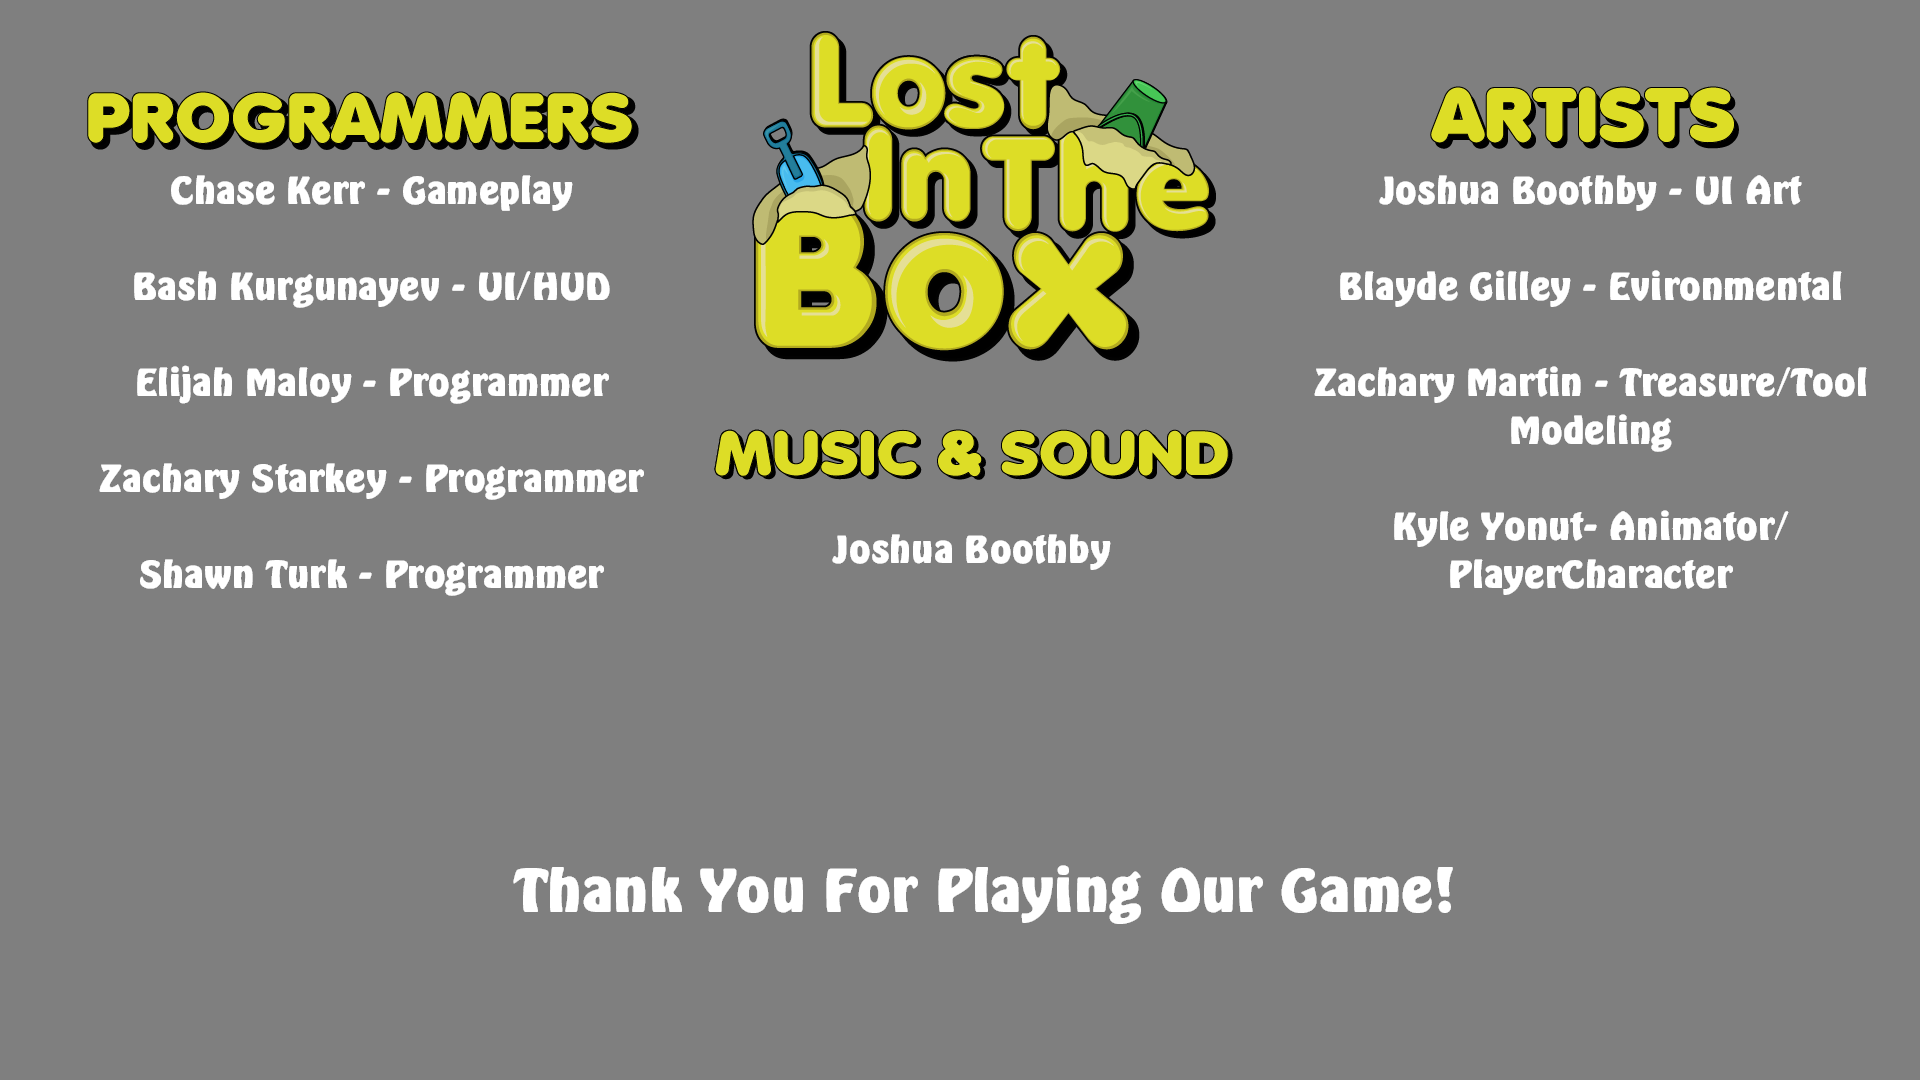 Lost
In The
Box
PROGRAMMERS
Chase Kerr - Gameplay
Bash Kurgunayev - UI/HUD
Elijah Maloy - Programmer
Zachary Starkey - Programmer
Shawn Turk - Programmer
MUSIC & SOUND
Joshua Boothby
ARTISTS
Joshua Boothby - UI Art
Blayde Gilley - Evironmental
Zachary Martin - Treasure/Tool
Modeling
Kyle Yonut- Animator/
PlayerCharacter
Thank You For Playing Our Game!